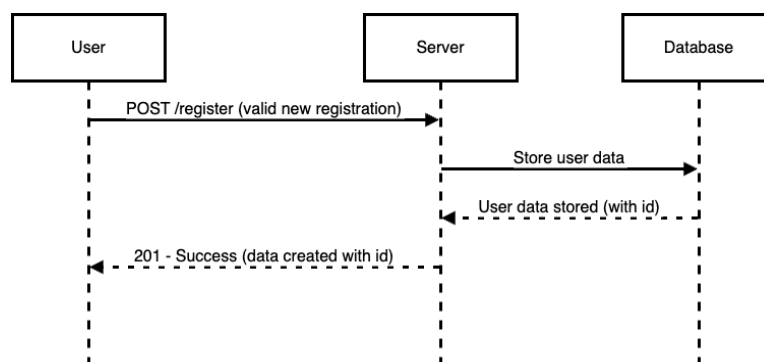 User
Server
Database
POST /register (valid new registration)
Store user data
User data stored (with id)
201 - Success (data created with id)